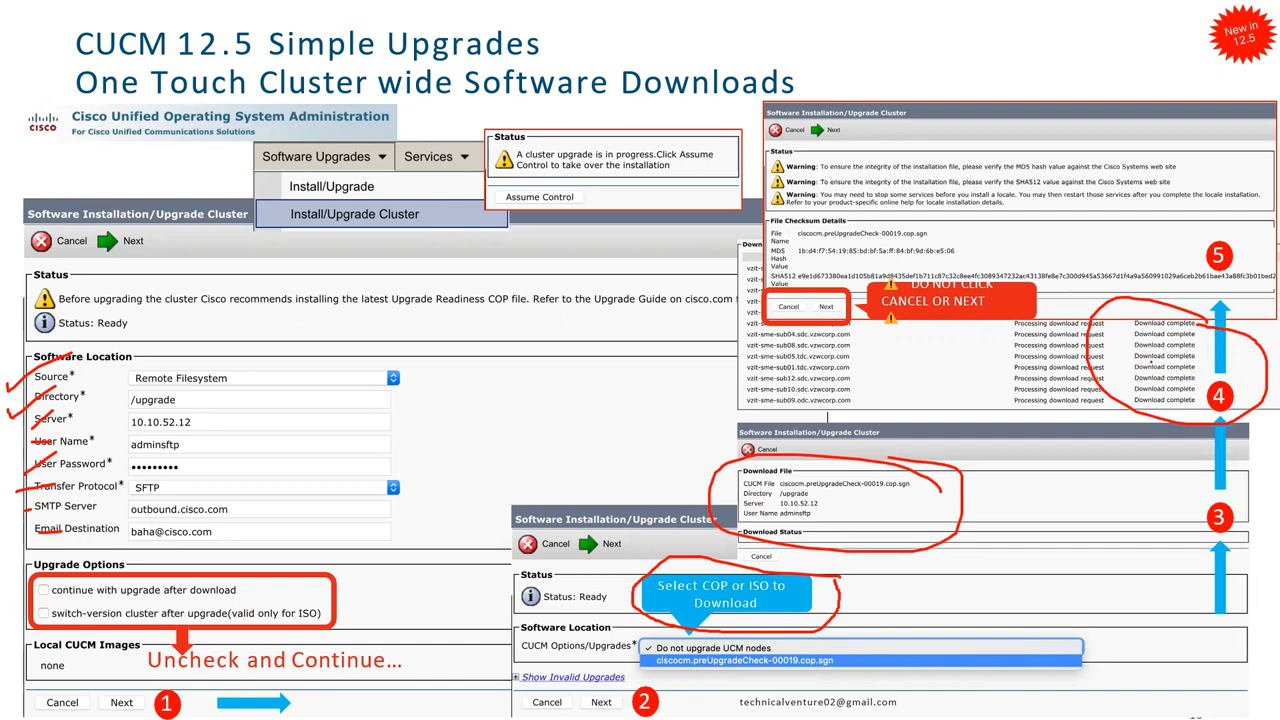 CUCM 12.5 Simple Upgrades
One Touch Cluster wide Software Downloads
New in
12.5
CISCO
Cisco Unified Operating System Administration
For Cisco Unified Communications Solutions
Software Upgrades
Services
Install/Upgrade
Install/Upgrade Cluster
Status
A cluster upgrade is in progress.Click Assume
Control to take over the installation
Assume Control
Software Installation/Upgrade Cluster
Cancel
Next
Status
Before upgrading the cluster Cisco recommends installing the latest Upgrade Readiness COP file. Refer to the Upgrade Guide on cisco.com
Status: Ready
Software Location
Source* Remote Filesystem
Directory* /upgrade
Server* 10.10.52.12
User Name* adminsftp
User Password* •••••••••
Transfer Protocol* SFTP
SMTP Server outbound.cisco.com
Email Destination baha@cisco.com
Upgrade Options
continue with upgrade after download
switch-version cluster after upgrade(valid only for ISO)
Local CUCM Images
none
Uncheck and Continue...
Cancel
Next
1
Software Installation/Upgrade Cluster
Cancel
Next
Status
Status: Ready
Select COP or ISO to
Download
Software Location
CUCM Options/Upgrades*
Do not upgrade UCM nodes
ciscocm.preUpgradeCheck-00019.cop.sgn
Show Invalid Upgrades
Cancel
Next
2
technicalventure02@gmail.com
Software Installation/Upgrade Cluster
Cancel
Download File
CUCM File ciscocm.preUpgradeCheck-00019.cop.sgn
Directory /upgrade
Server 10.10.52.12
User Name adminsftp
Download Status
Cancel
3
vzit-sme-sub04.sdc.vzwcorp.com Processing download request Download complete
vzit-sme-sub08.sdc.vzwcorp.com Processing download request Download complete
vzit-sme-sub05.tdc.vzwcorp.com Processing download request Download complete
vzit-sme-sub01.tdc.vzwcorp.com Processing download request Download complete
vzit-sme-sub12.sdc.vzwcorp.com Processing download request Download complete
vzit-sme-sub10.sdc.vzwcorp.com Processing download request Download complete
vzit-sme-sub09.odc.vzwcorp.com Processing download request Download complete
4
Software Installation/Upgrade Cluster
Cancel
Next
Status
Warning: To ensure the integrity of the installation file, please verify the MD5 hash value against the Cisco Systems web site
Warning: To ensure the integrity of the installation file, please verify the SHA512 value against the Cisco Systems web site
Warning: You may need to stop some services before you install a locale. You may then restart those services after you complete the locale installation.
Refer to your product-specific online help for locale installation details.
File Checksum Details
File
Name
ciscocm.preUpgradeCheck-00019.cop.sgn
MD5
Hash
Value
1b:d4:f7:54:19:85:bd:bf:5a:ff:84:bf:9d:6b:e5:06
SHA512
Value
Cancel
Next
DO NOT CLICK
CANCEL OR NEXT
5